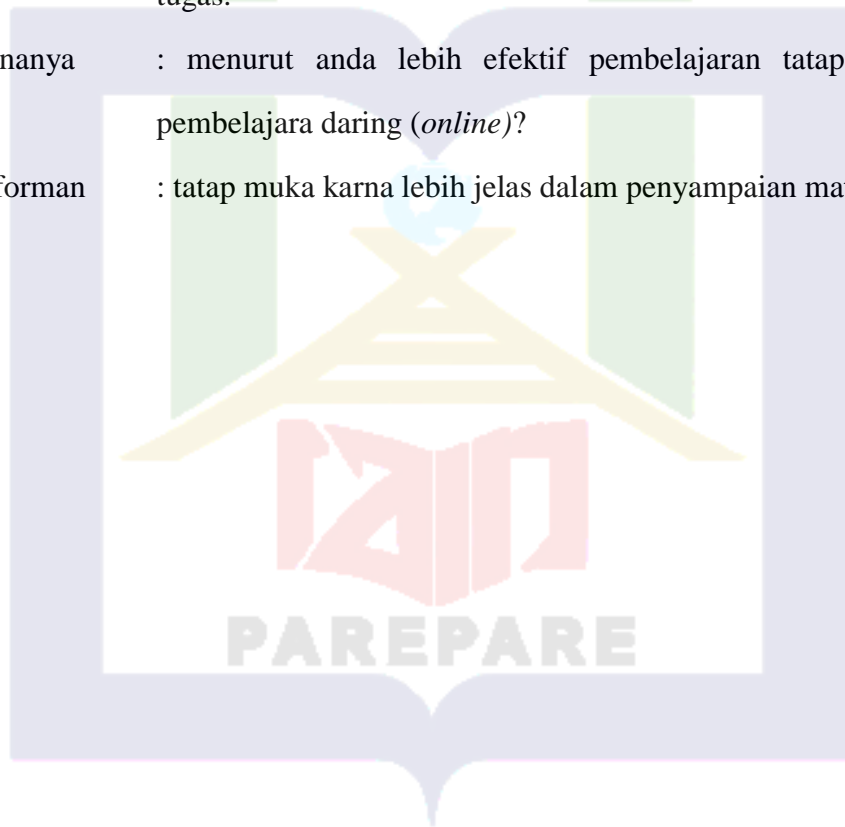 tugas.
nanya : menurut anda lebih efektif pembelajaran tatap
pembelajara daring (online)?
forman : tatap muka karna lebih jelas dalam penyampaian ma
iain
PAREPARE